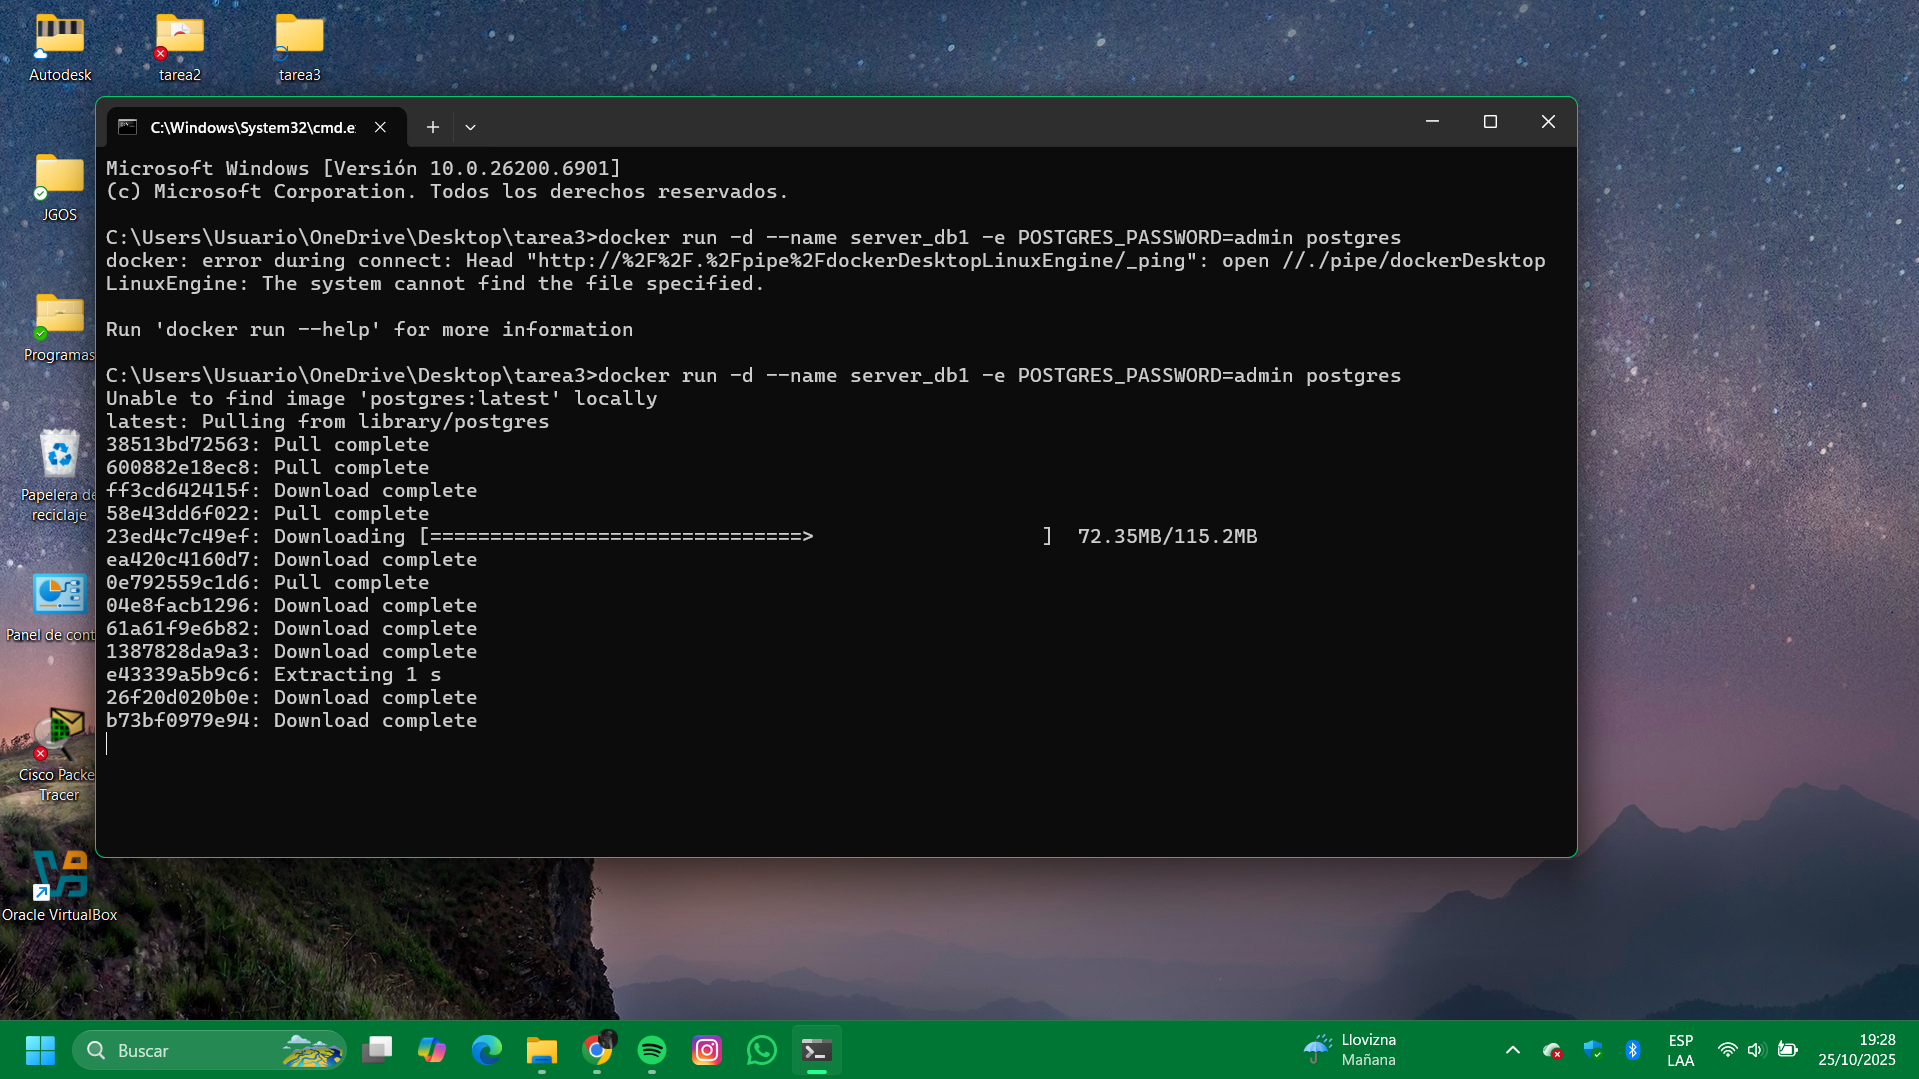 Autodesk
tarea2
tarea3
C:\Windows\System32\cmd.e
Microsoft Windows [Versión 10.0.26200.6901]
(c) Microsoft Corporation. Todos los derechos reservados.
C:\Users\Usuario\OneDrive\Desktop\tarea3>docker run -d --name server_db1 -e POSTGRES_PASSWORD=admin postgres
docker: error during connect: Head "http://%2F%2F.%2Fpipe%2FdockerDesktopLinuxEngine/_ping": open //./pipe/dockerDesktop
LinuxEngine: The system cannot find the file specified.
Run 'docker run --help' for more information
C:\Users\Usuario\OneDrive\Desktop\tarea3>docker run -d --name server_db1 -e POSTGRES_PASSWORD=admin postgres
Unable to find image 'postgres:latest' locally
latest: Pulling from library/postgres
38513bd72563: Pull complete
600882e18ec8: Pull complete
ff3cd642415f: Download complete
58e43dd6f022: Pull complete
23ed4c7c49ef: Downloading [===============================>                   ]  72.35MB/115.2MB
ea420c4160d7: Download complete
0e792559c1d6: Pull complete
04e8facb1296: Download complete
61a61f9e6b82: Download complete
1387828da9a3: Download complete
e43339a5b9c6: Extracting 1 s
26f20d020b0e: Download complete
b73bf0979e94: Download complete
JGOS
Programas
Papelera de
reciclaje
Panel de cont
Cisco Packe
Tracer
Oracle VirtualBox
Buscar
Llovizna
Mañana
ESP
LAA
19:28
25/10/2025